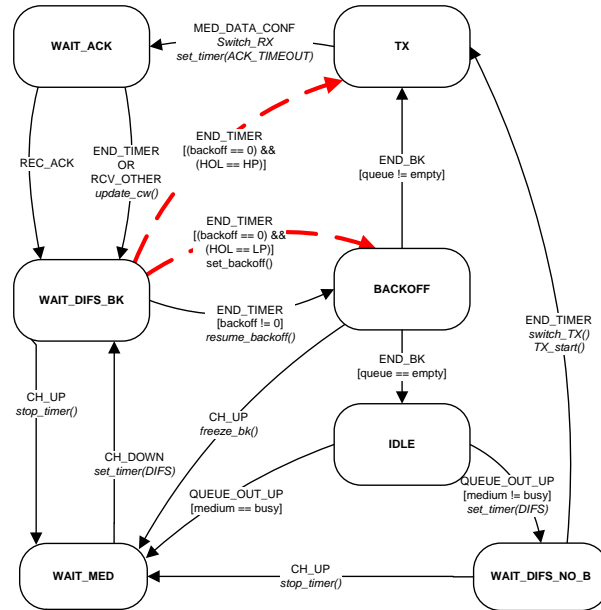 MED_DATA_CONF
Switch_RX
set_timer(ACK_TIMEOUT)
WAIT_ACK
TX
END_TIMER
[(backoff == 0) &&
(HOL == HP)]
REC_ACK
END_TIMER
OR
RCV_OTHER
update_cw()
END_BK
[queue != empty]
END_TIMER
[(backoff == 0) &&
(HOL == LP)]
set_backoff()
WAIT_DIFS_BK
BACKOFF
END_TIMER
[backoff != 0]
resume_backoff()
END_TIMER
switch_TX()
TX_start()
END_BK
[queue == empty]
CH_UP
stop_timer()
CH_UP
freeze_bk()
IDLE
CH_DOWN
set_timer(DIFS)
QUEUE_OUT_UP
[medium == busy]
QUEUE_OUT_UP
[medium != busy]
set_timer(DIFS)
WAIT_MED
CH_UP
stop_timer()
WAIT_DIFS_NO_B